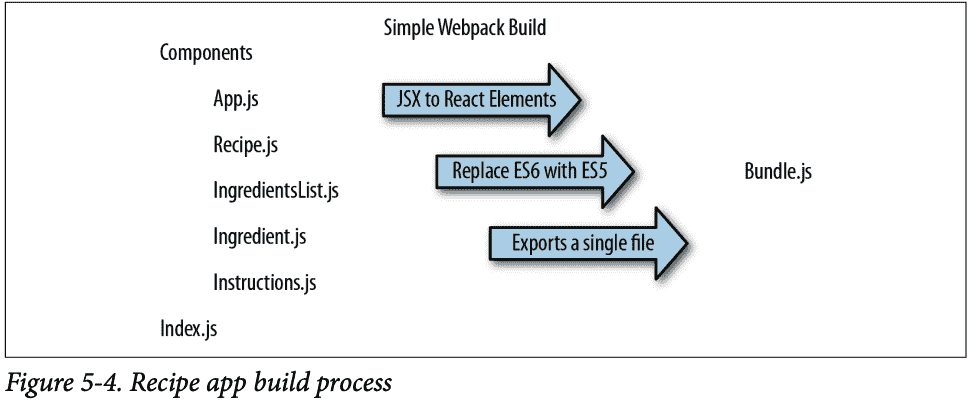 Simple Webpack Build
Components
App.js
Recipe.js
IngredientsList.js
Ingredient.js
Instructions.js
Index.js
JSX to React Elements
Replace ES6 with ES5
Exports a single file
Bundle.js
Figure 5-4. Recipe app build process